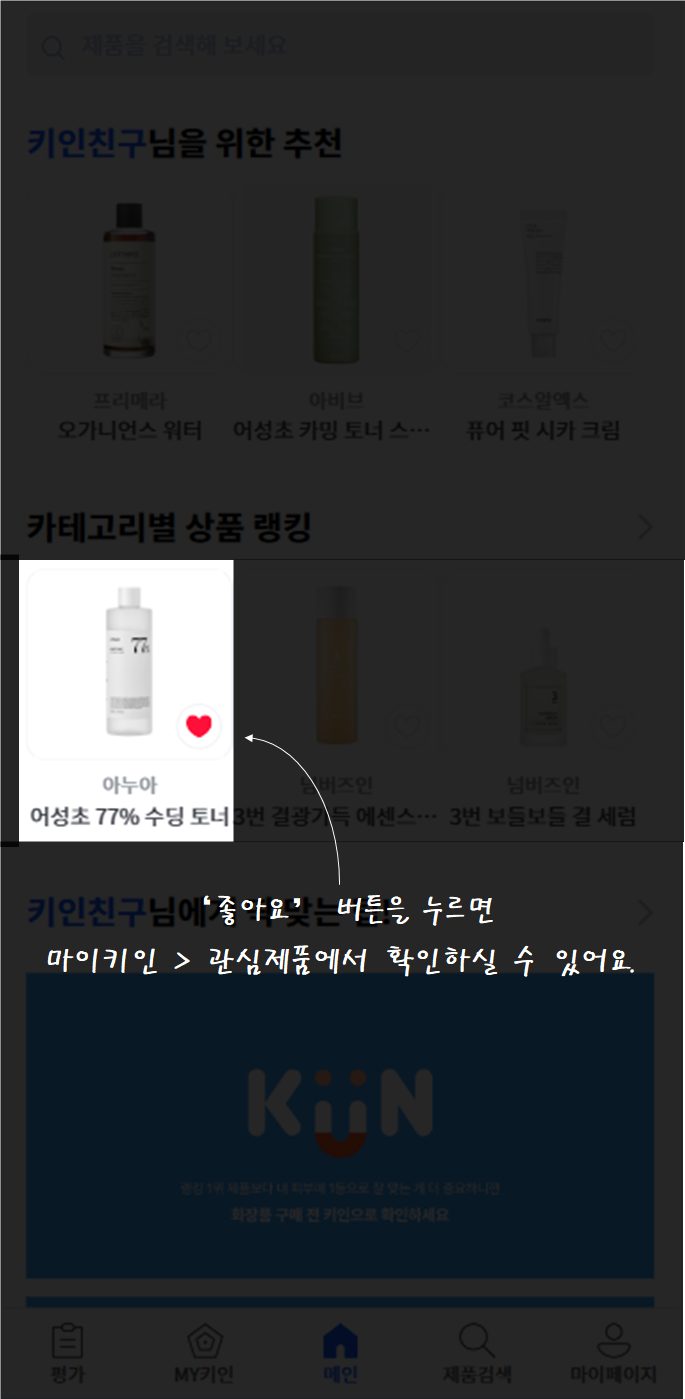 제품을 검색해 보세요
키인친구님을 위한 추천
프리메라
오가니언스 워터
아비브
어성초 카밍 토너 스…
코스알엑스
퓨어 핏 시카 크림
카테고리별 상품 랭킹
77%
3
아누아
어성초 77% 수딩 토너
넘버즈인
3번 결광가득 에센스…
넘버즈인
3번 보들보들 결 세럼
키인친구님에게
'좋아요' 버튼을 누르면
마이키인 > 관심제품에서 확인하실 수 있어요.
KiiN
랭킹 1위 제품보다 내 피부에 1등으로 잘 맞는 게 더 중요하니깐
화장품 구매 전 키인으로 확인하세요
평가
MY키인
메인
제품검색
마이페이지